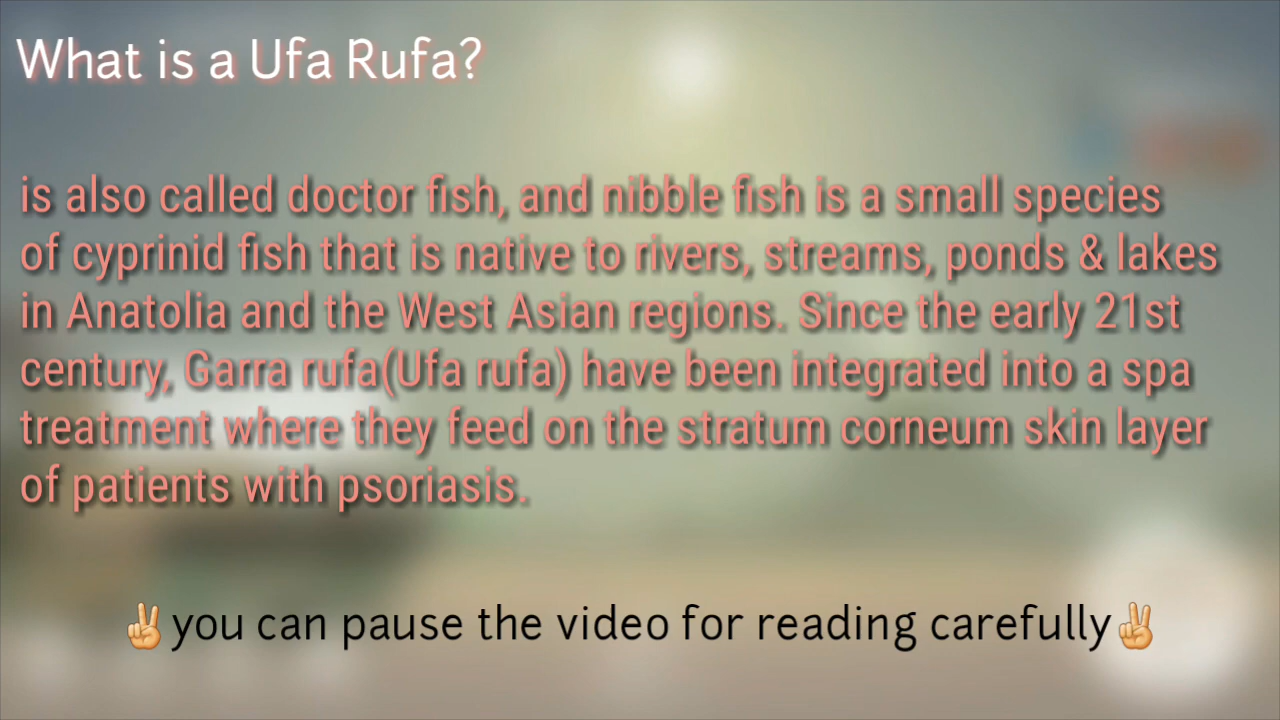 What is a Ufa Rufa?
is also called doctor fish, and nibble fish is a small species
of cyprinid fish that is native to rivers, streams, ponds & lakes
in Anatolia and the West Asian regions. Since the early 21st
century, Garra rufa(Ufa rufa) have been integrated into a spa
treatment where they feed on the stratum corneum skin layer
of patients with psoriasis.
✌️you can pause the video for reading carefully✌️